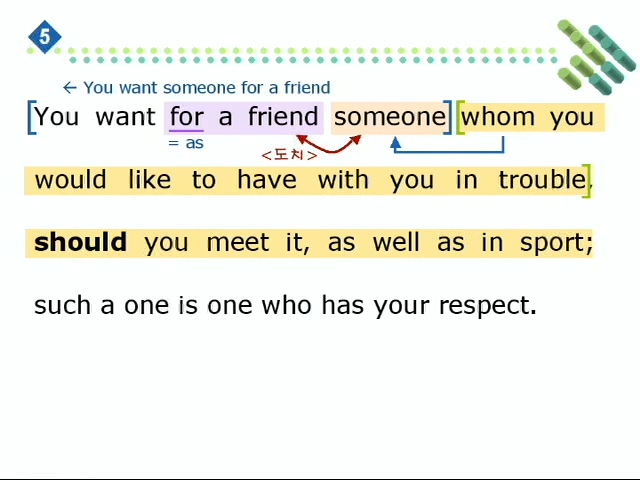 5
← You want someone for a friend
[You want for a friend someone] [whom you
= as
<도치>
would like to have with you in trouble],
should you meet it, as well as in sport;
such a one is one who has your respect.